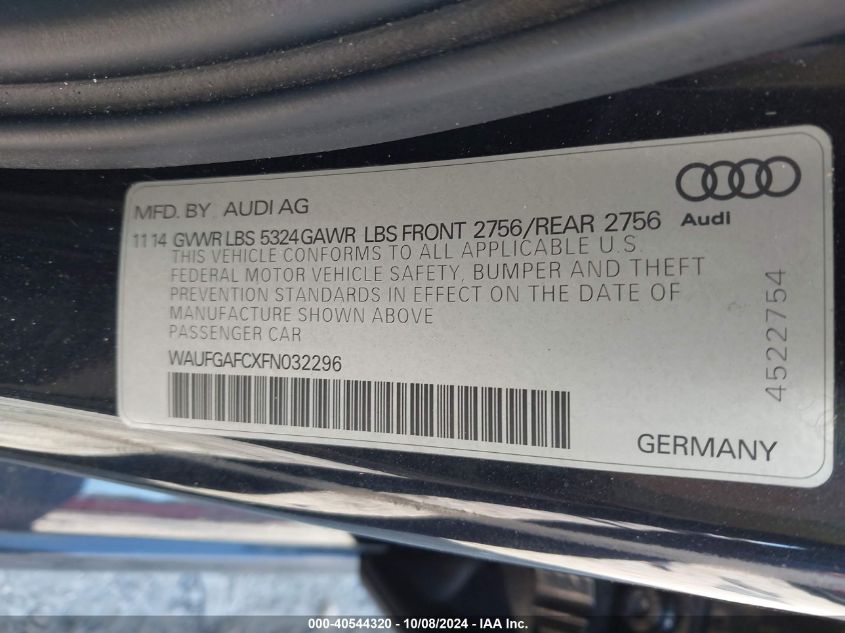 MFD. BY AUDI AG
Audi
11 14 GVWR LBS 5324 GAWR LBS FRONT 2756/REAR 2756
THIS VEHICLE CONFORMS TO ALL APPLICABLE U.S.
FEDERAL MOTOR VEHICLE SAFETY, BUMPER AND THEFT
PREVENTION STANDARDS IN EFFECT ON THE DATE OF
MANUFACTURE SHOWN ABOVE
PASSENGER CAR
WAUFGAFCXFN032296
4522754
GERMANY
000-40544320 - 10/08/2024 - IAA Inc.